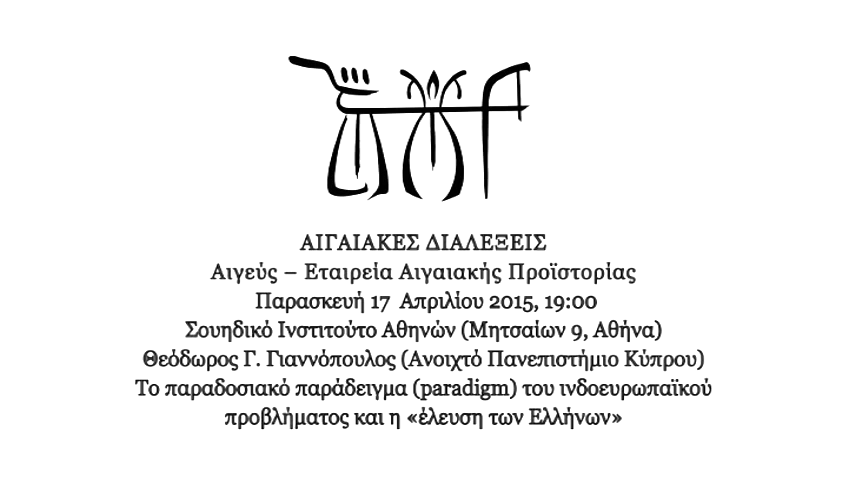 ΑΙΓΑΙΑΚΕΣ ΔΙΑΛΕΞΕΙΣ
Αιγεύς – Εταιρεία Αιγαιακής Προϊστορίας
Παρασκευή 17 Απριλίου 2015, 19:00
Σουηδικό Ινστιτούτο Αθηνών (Μητσαίων 9, Αθήνα)
Θεόδωρος Γ. Γιαννόπουλος (Ανοιχτό Πανεπιστήμιο Κύπρου)
Το παραδοσιακό παράδειγμα (paradigm) του ινδοευρωπαϊκού
προβλήματος και η «έλευση των Ελλήνων»